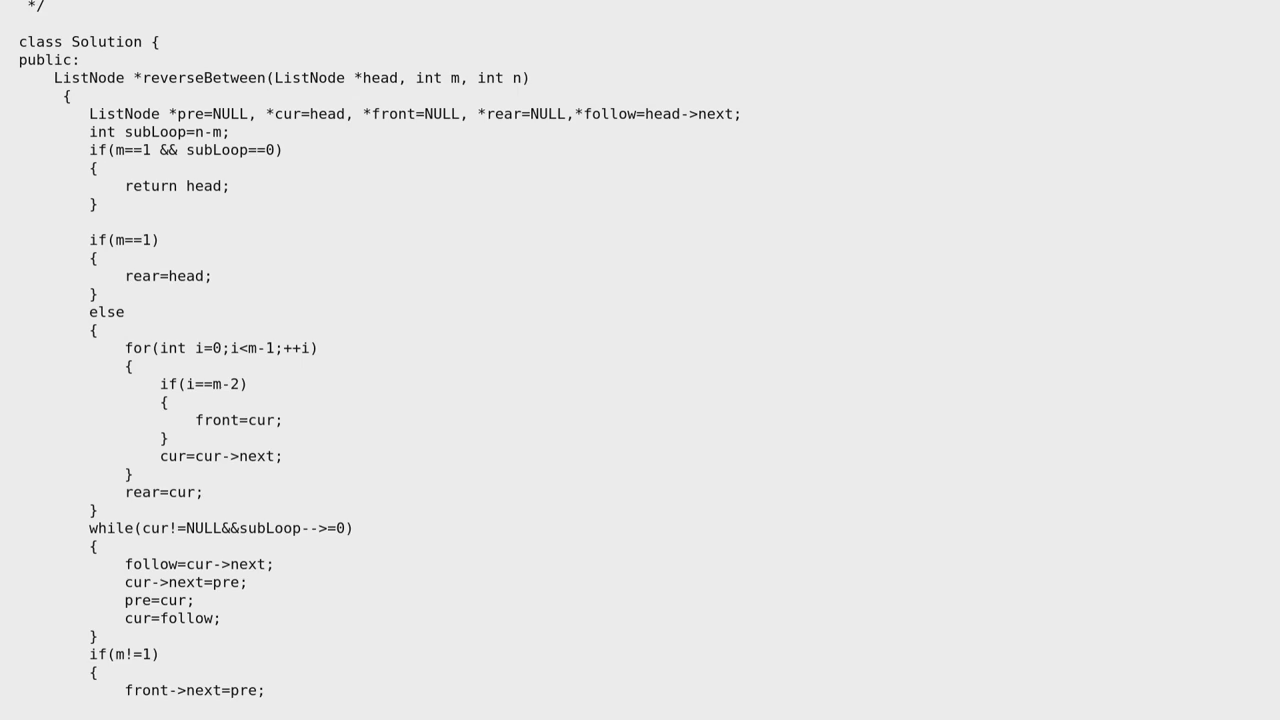 */
class Solution {
public:
    ListNode *reverseBetween(ListNode *head, int m, int n)
     {
        ListNode *pre=NULL, *cur=head, *front=NULL, *rear=NULL,*follow=head->next;
        int subLoop=n-m;
        if(m==1 && subLoop==0)
        {
            return head;
        }
        if(m==1)
        {
            rear=head;
        }
        else
        {
            for(int i=0;i<m-1;++i)
            {
                if(i==m-2)
                {
                    front=cur;
                }
                cur=cur->next;
            }
            rear=cur;
        }
        while(cur!=NULL&&subLoop-->=0)
        {
            follow=cur->next;
            cur->next=pre;
            pre=cur;
            cur=follow;
        }
        if(m!=1)
        {
            front->next=pre;